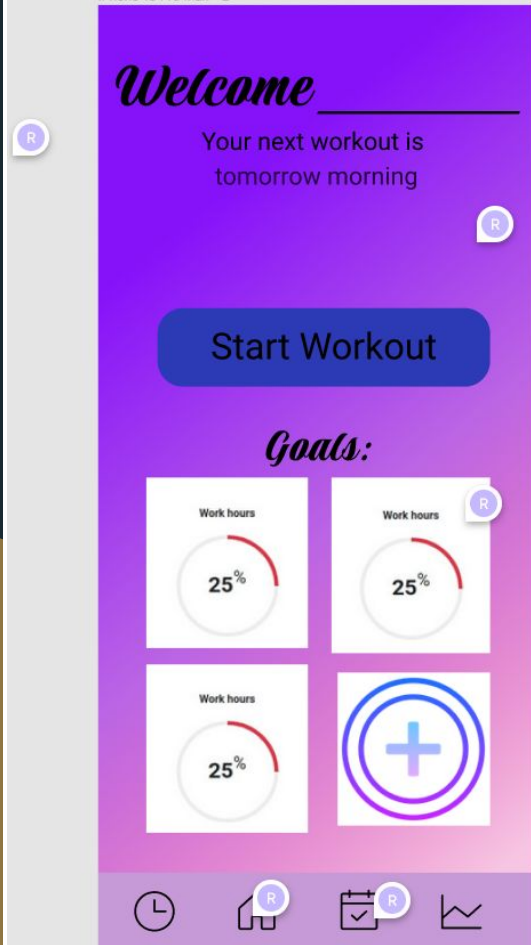 Welcome
R
Your next workout is
tomorrow morning
R
Start Workout
Goals:
R
Work hours
25%
Work hours
25%
Work hours
25%
R
R